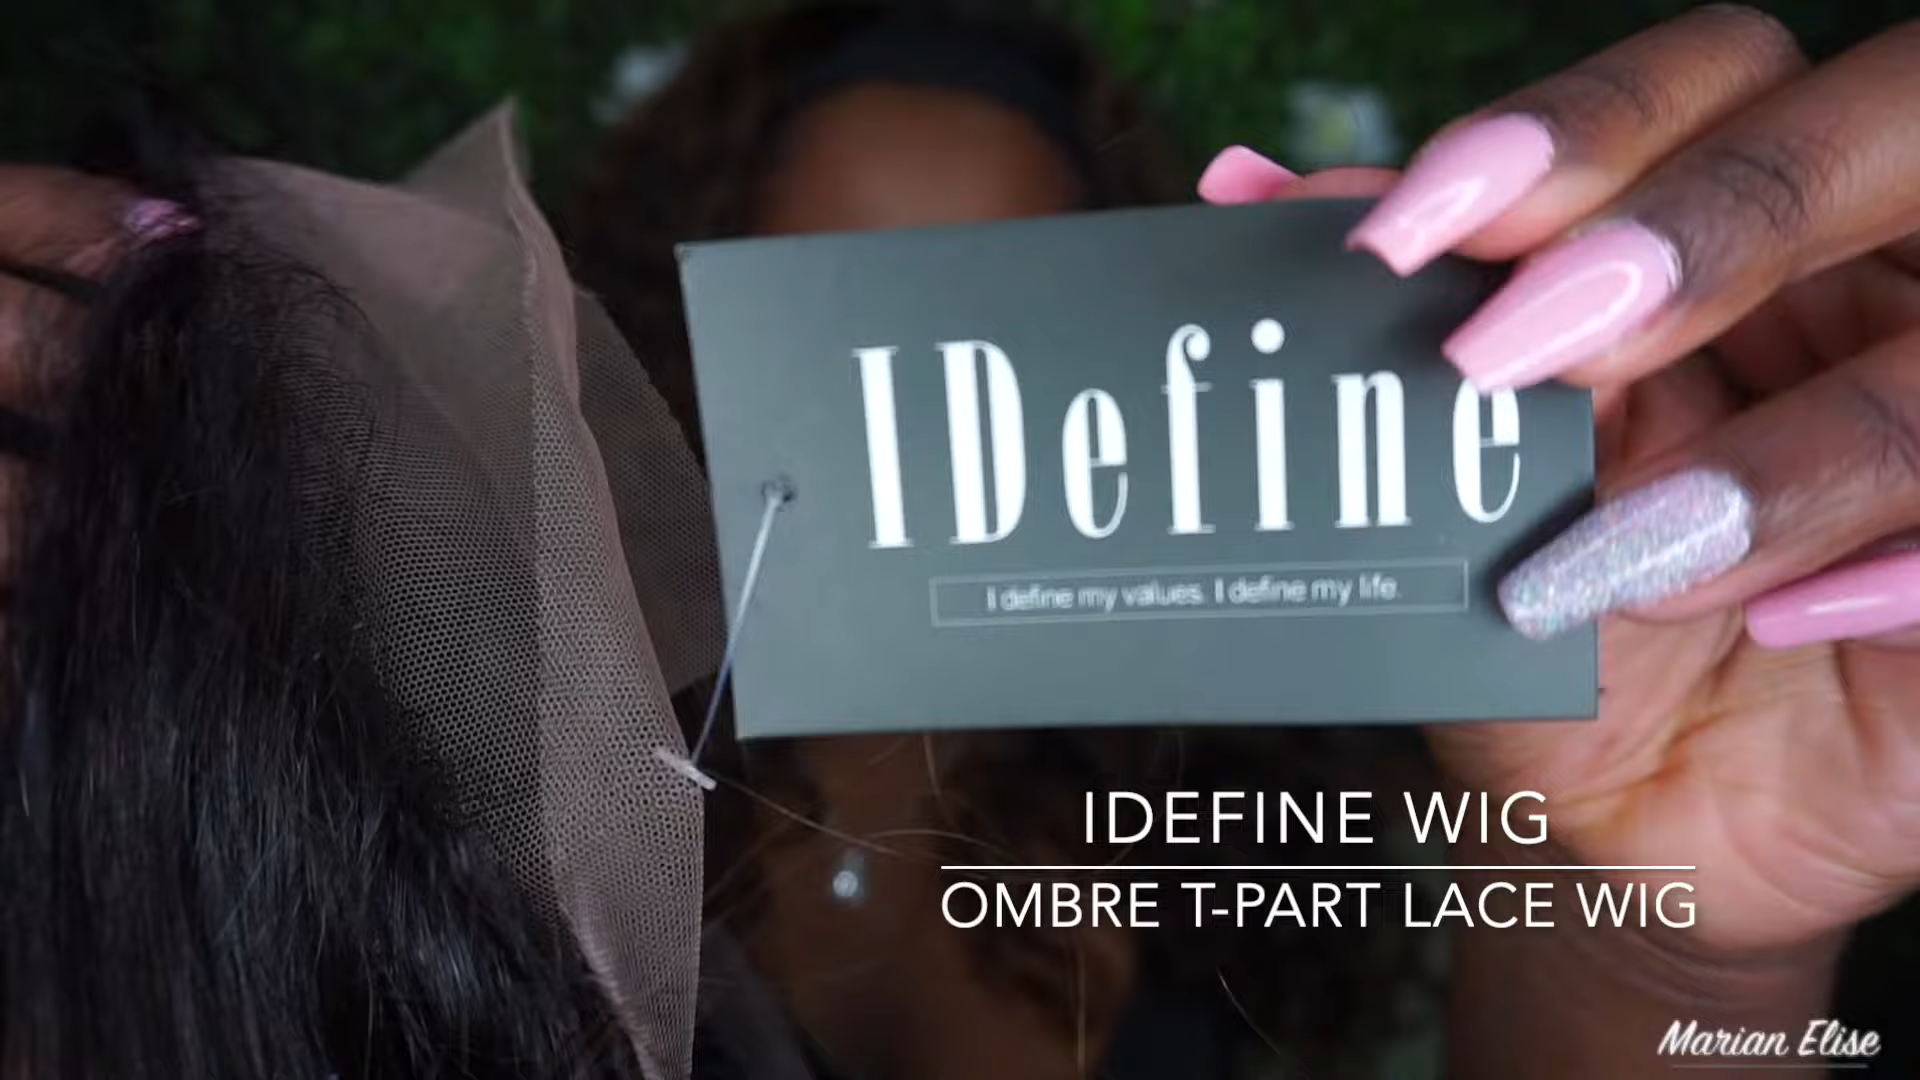 IDefine
I define my values. I define my life.
IDEFINE WIG
OMBRE T-PART LACE WIG
Marian Elise